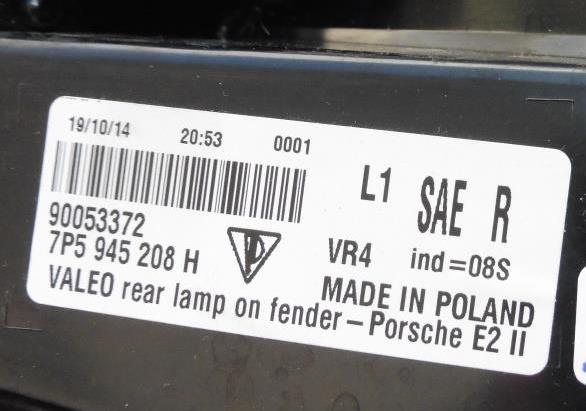 19/10/14 20:53 0001
L1 SAE R
90053372
7P5 945 208 H
VR4 ind=08S
MADE IN POLAND
VALEO rear lamp on fender – Porsche E2 II